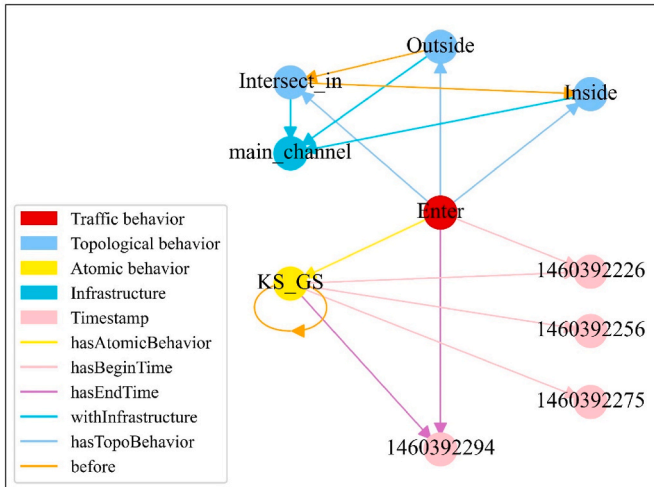 Outside
Intersect_in
Inside
main_channel
Enter
KS_GS
1460392226
1460392256
1460392275
1460392294
Traffic behavior
Topological behavior
Atomic behavior
Infrastructure
Timestamp
hasAtomicBehavior
hasBeginTime
hasEndTime
withInfrastructure
hasTopoBehavior
before